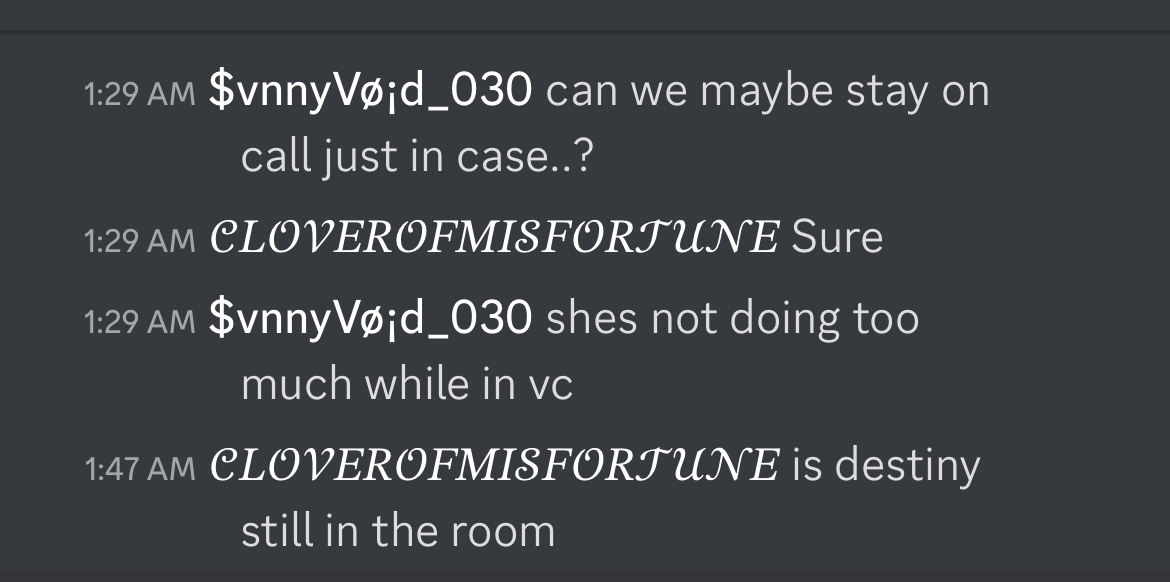 1:29 AM $vnnyVø¡d_030 can we maybe stay on
call just in case..?
1:29 AM 𝒞𝐿𝒪𝒱𝐸𝑅𝒪𝐹𝑀𝐼𝒮𝐹𝒪𝑅𝒯𝒰𝒩𝐸 Sure
1:29 AM $vnnyVø¡d_030 shes not doing too
much while in vc
1:47 AM 𝒞𝐿𝒪𝒱𝐸𝑅𝒪𝐹𝑀𝐼𝒮𝐹𝒪𝑅𝒯𝒰𝒩𝐸 is destiny
still in the room